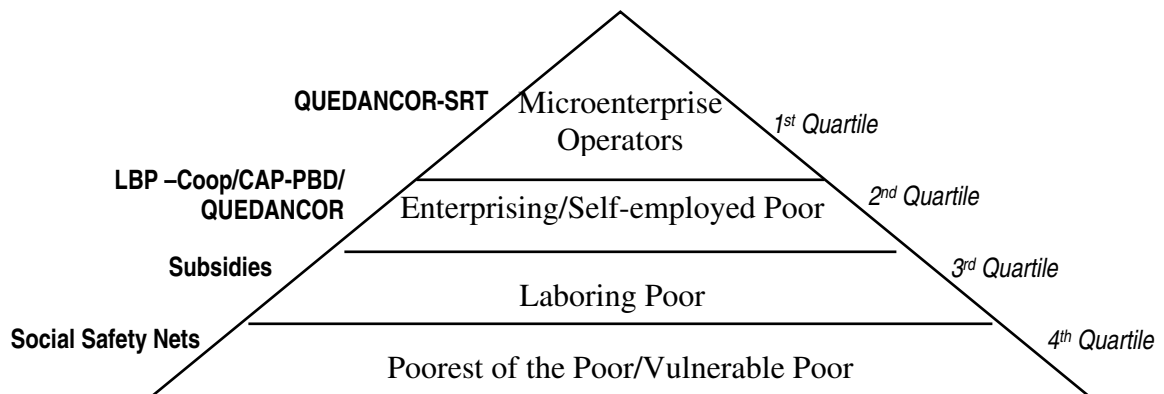 QUEDANCOR-SRT
Microenterprise
Operators
1st Quartile
LBP –Coop/CAP-PBD/
QUEDANCOR
Enterprising/Self-employed Poor
2nd Quartile
Subsidies
Laboring Poor
3rd Quartile
Social Safety Nets
Poorest of the Poor/Vulnerable Poor
4th Quartile